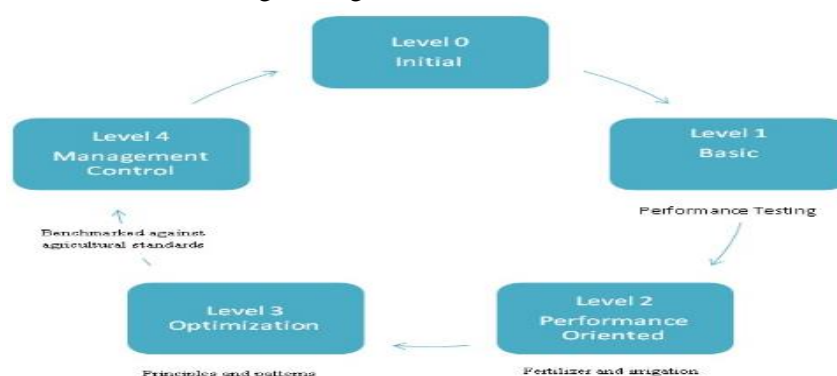 Level 0
Initial
Level 1
Basic
Performance Testing
Level 2
Performance
Oriented
Fertilizer and irrigation
Level 3
Optimization
Principles and patterns
Benchmarked against
agricultural standards
Level 4
Management
Control